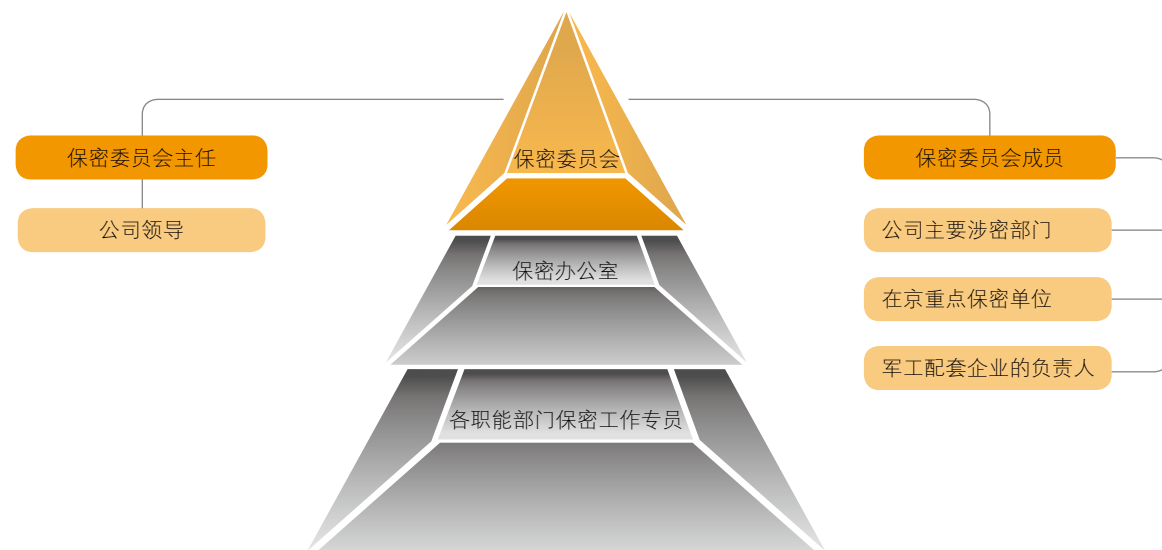 保密委员会
保密委员会主任
公司领导
保密委员会成员
公司主要涉密部门
在京重点保密单位
军工配套企业的负责人
保密办公室
各职能部门保密工作专员